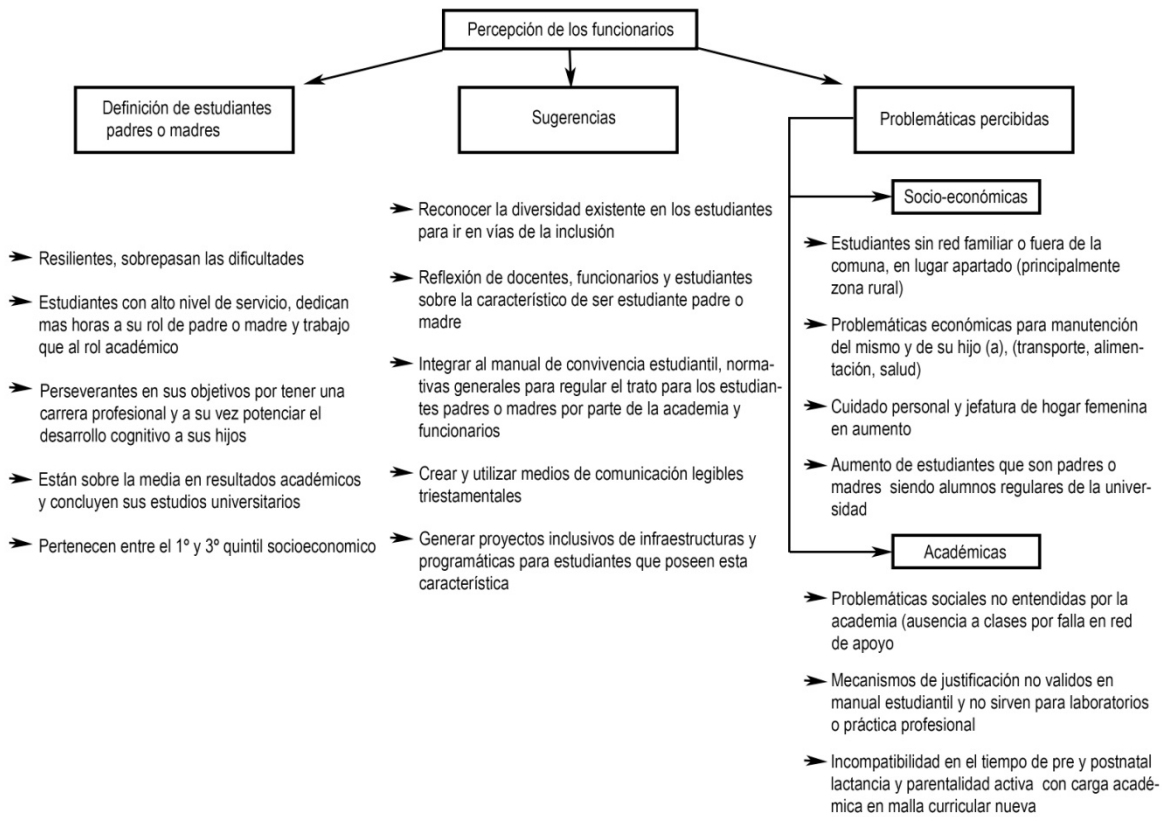 Percepción de los funcionarios
Definición de estudiantes
padres o madres
Resilientes, sobrepasan las dificultades
Estudiantes con alto nivel de servicio, dedican
mas horas a su rol de padre o madre y trabajo
que al rol académico
Perseverantes en sus objetivos por tener una
carrera profesional y a su vez potenciar el
desarrollo cognitivo a sus hijos
Están sobre la media en resultados académicos
y concluyen sus estudios universitarios
Pertenecen entre el 1º y 3º quintil socioeconomico
Sugerencias
Reconocer la diversidad existente en los estudiantes
para ir en vías de la inclusión
Reflexión de docentes, funcionarios y estudiantes
sobre la característico de ser estudiante padre o
madre
Integrar al manual de convivencia estudiantil, nor-
mativas generales para regular el trato para los estudian-
tes padres o madres por parte de la academia y
funcionarios
Crear y utilizar medios de comunicación legibles
triestamentales
Generar proyectos inclusivos de infraestructuras y
programáticas para estudiantes que poseen esta
característica
Problemáticas percibidas
Socio-económicas
Estudiantes sin red familiar o fuera de la
comuna, en lugar apartado (principalmente
zona rural)
Problemáticas económicas para manutención
del mismo y de su hijo (a), (transporte, alimen-
tación, salud)
Cuidado personal y jefatura de hogar femenina
en aumento
Aumento de estudiantes que son padres o
madres siendo alumnos regulares de la univer-
sidad
Académicas
Problemáticas sociales no entendidas por la
academia (ausencia a clases por falla en red
de apoyo
Mecanismos de justificación no validos en
manual estudiantil y no sirven para laboratorios
o práctica profesional
Incompatibilidad en el tiempo de pre y postnatal
lactancia y parentalidad activa con carga acadé-
mica en malla curricular nueva